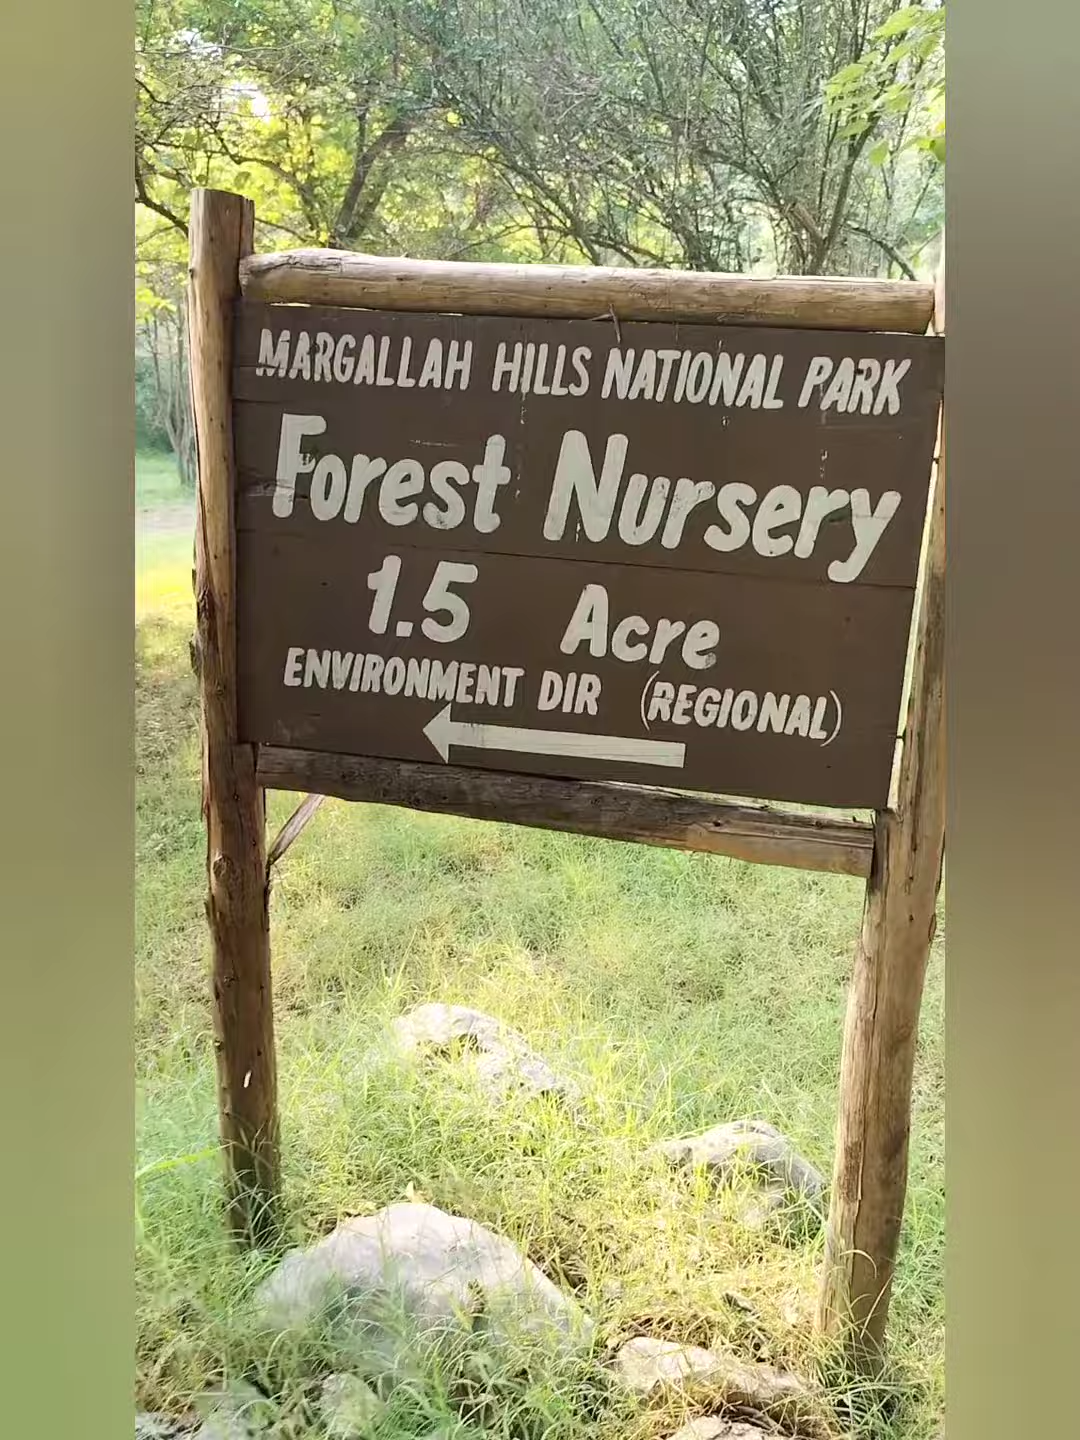 MARGALLAH HILLS NATIONAL PARK
Forest Nursery
1.5 Acre
ENVIRONMENT DIR (REGIONAL)